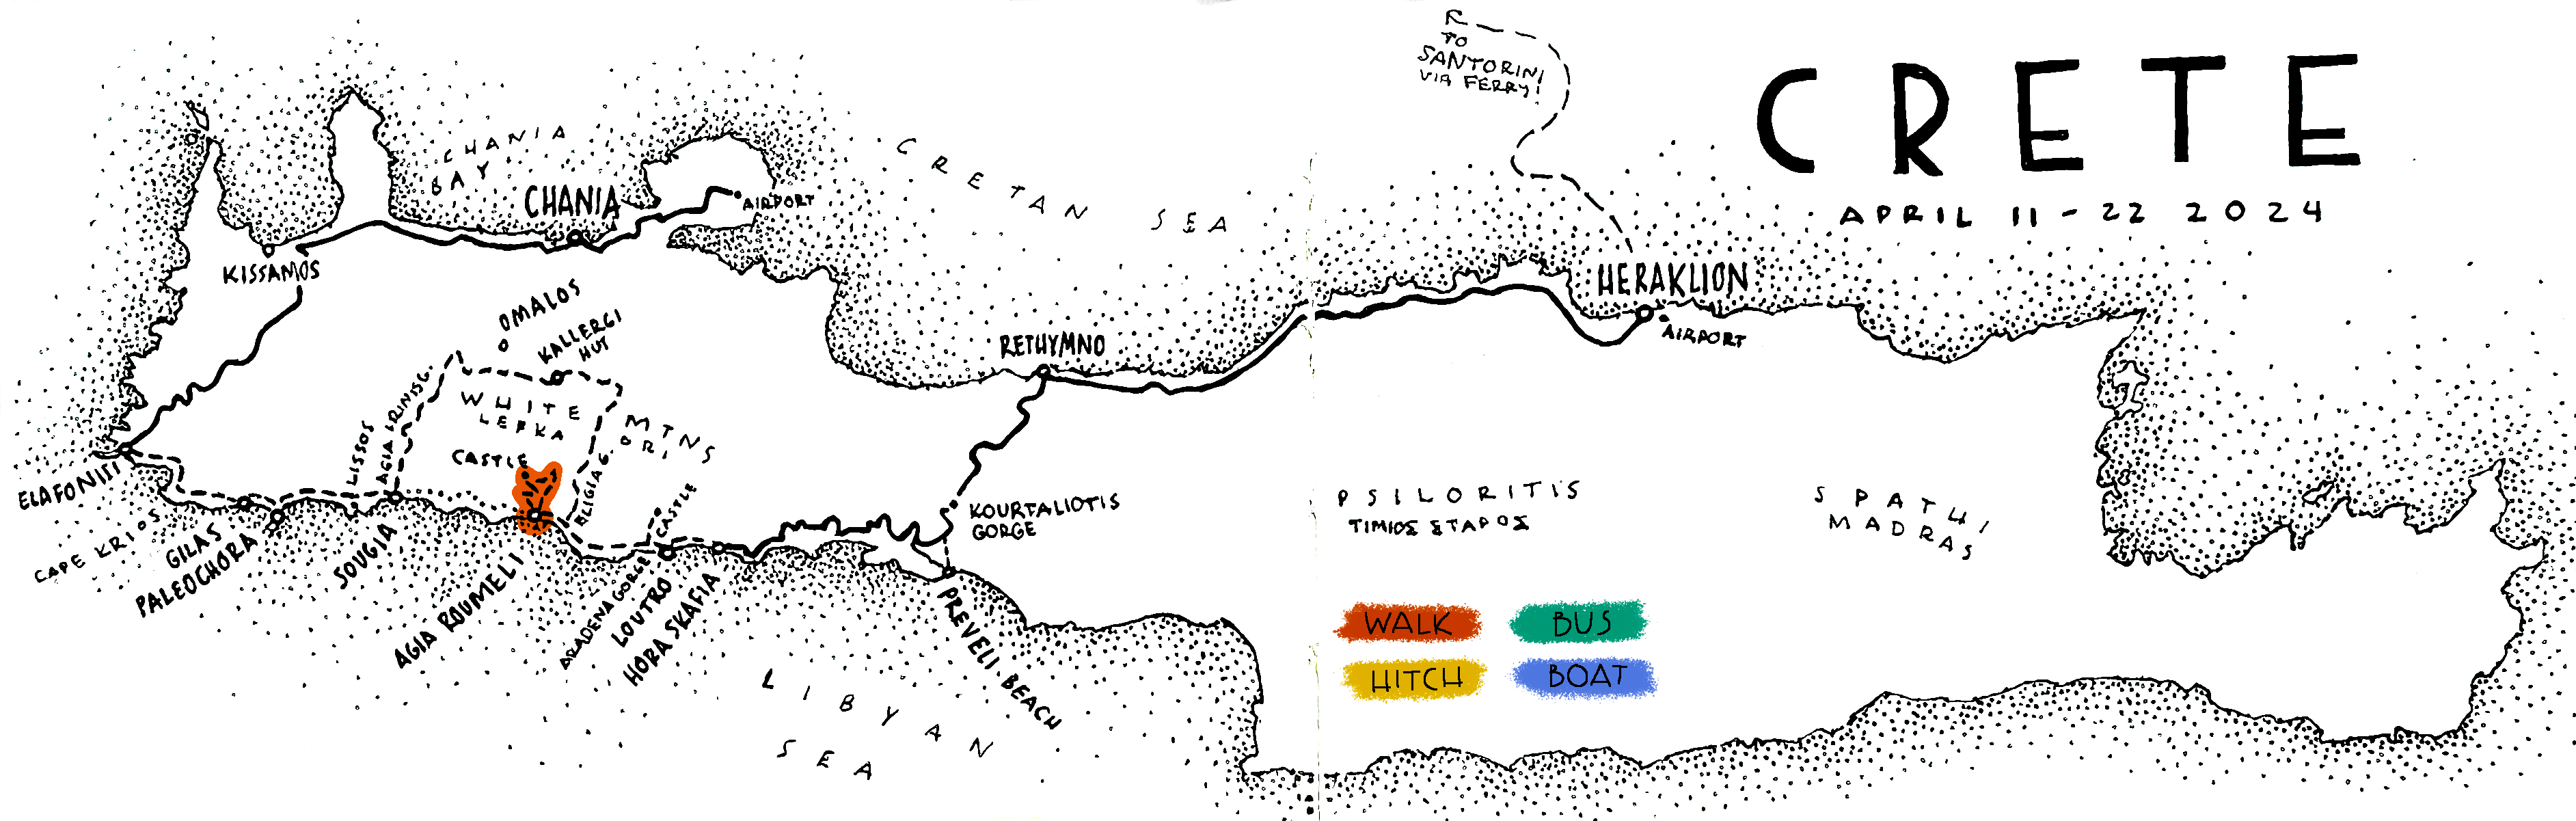 R
TO
SANTORINI
VIA FERRY!
CRETE
APRIL 11-22 2024
CHANIA
BAY
CHANIA
AIRPORT
CRETAN SEA
KISSAMOS
HERAKLION
AIRPORT
OMALOS
KALLERGI
HUT
RETHYMNO
WHITE MTNS
LEFKA ORI
LISSOS
AGIA IRINI G.
CASTLE
ELIGIA G.
CASTLE
ELAFONISI
CAPE KRIOS
GILAS
PALEOCHORA
SOUGIA
AGIA ROUMELI
ARADENA GORGE
LOUTRO
HORA SKAFIA
KOURTALIOTIS
GORGE
PREVELI BEACH
PSILORITIS
TIMIOΣ ΣTAPOΣ
SPATHI
MADRAS
WALK
BUS
HITCH
BOAT
LIBYAN
SEA